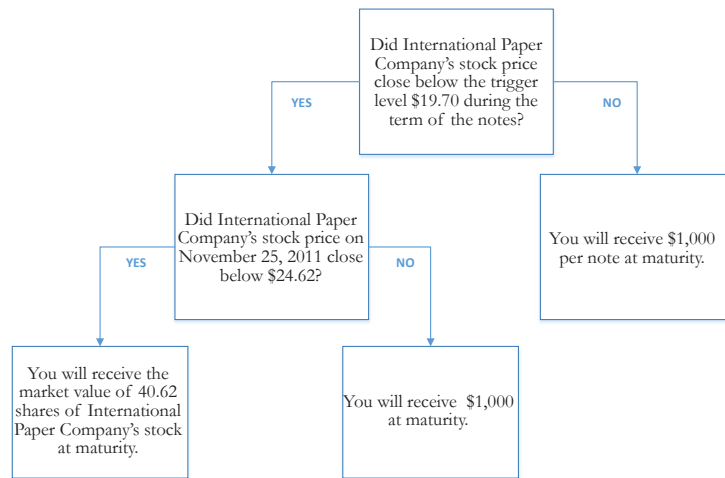 Did International Paper
Company's stock price
close below the trigger
level $19.70 during the
term of the notes?
YES
NO
Did International Paper
Company's stock price on
November 25, 2011 close
below $24.62?
You will receive $1,000
per note at maturity.
YES
NO
You will receive the
market value of 40.62
shares of International
Paper Company's stock
at maturity.
You will receive $1,000
at maturity.